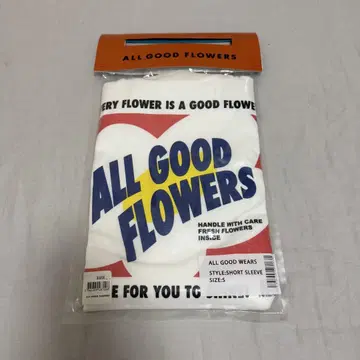 ALL GOOD FLOWERS
ERY FLOWER IS A GOOD FLOWE
ALL GOOD
FLOWERS
HANDLE WITH CARE
FRESH FLOWERS
INSIDE
ALL GOOD WEARS
STYLE:SHORT SLEEVE
SIZE:S
E FOR YOU TO